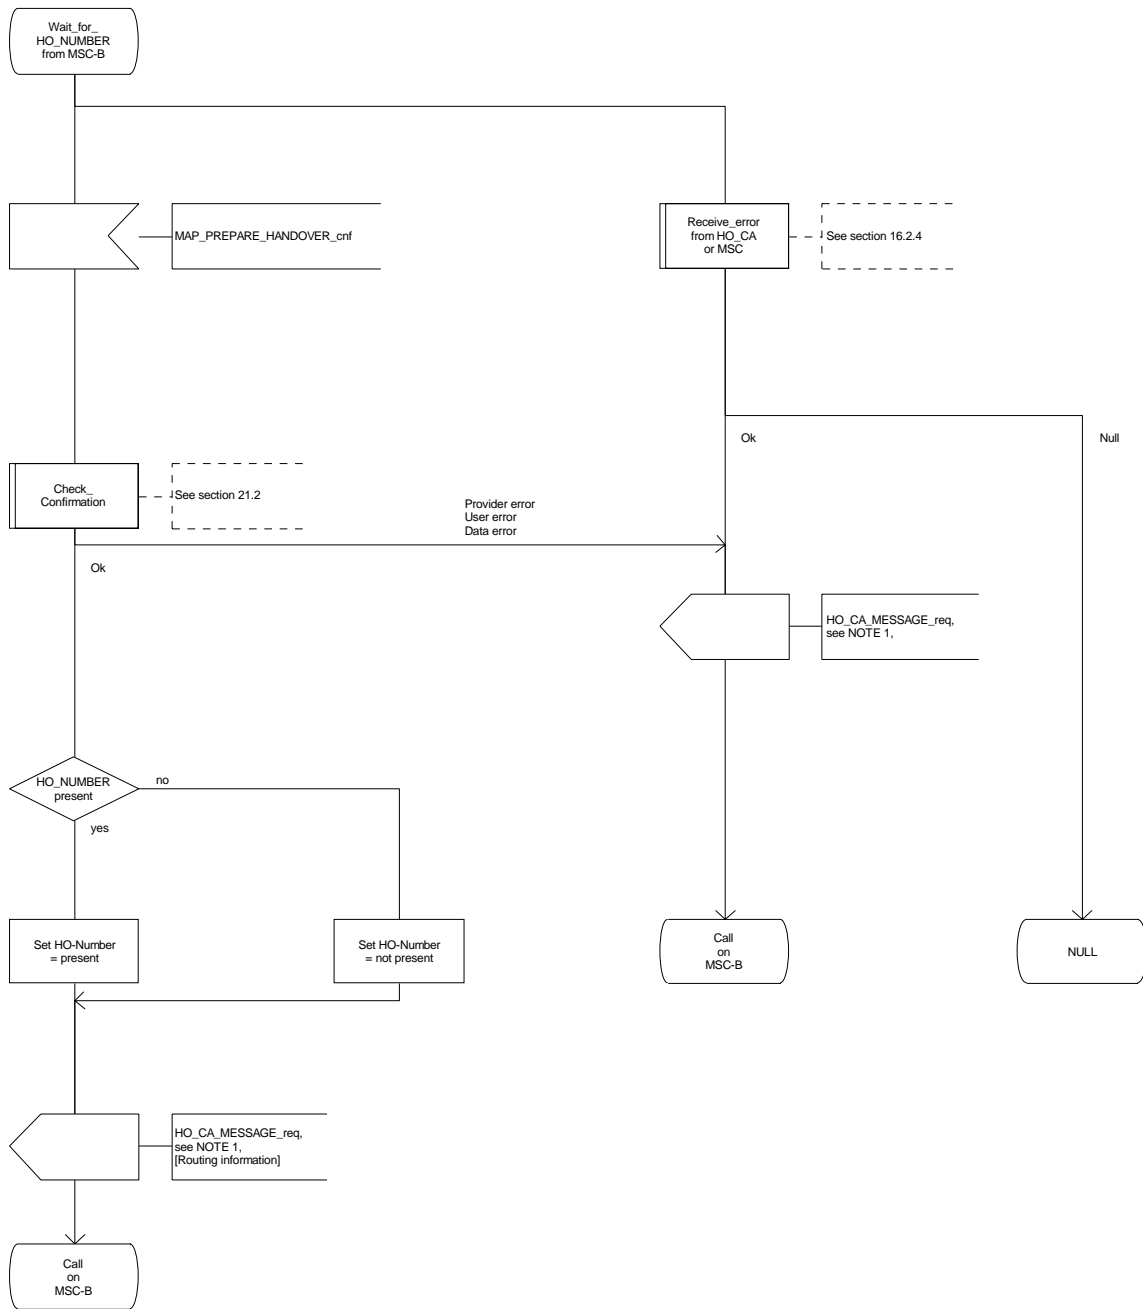 Wait_for_
HO_NUMBER
from MSC-B
MAP_PREPARE_HANDOVER_cnf
Receive_error
from HO_CA
or MSC
See section 16.2.4
Ok
Null
Check_
Confirmation
See section 21.2
Provider error
User error
Data error
Ok
HO_CA_MESSAGE_req,
see NOTE 1,
HO_NUMBER
present
no
yes
Set HO-Number
= present
Set HO-Number
= not present
Call
on
MSC-B
NULL
HO_CA_MESSAGE_req,
see NOTE 1,
[Routing information]
Call
on
MSC-B